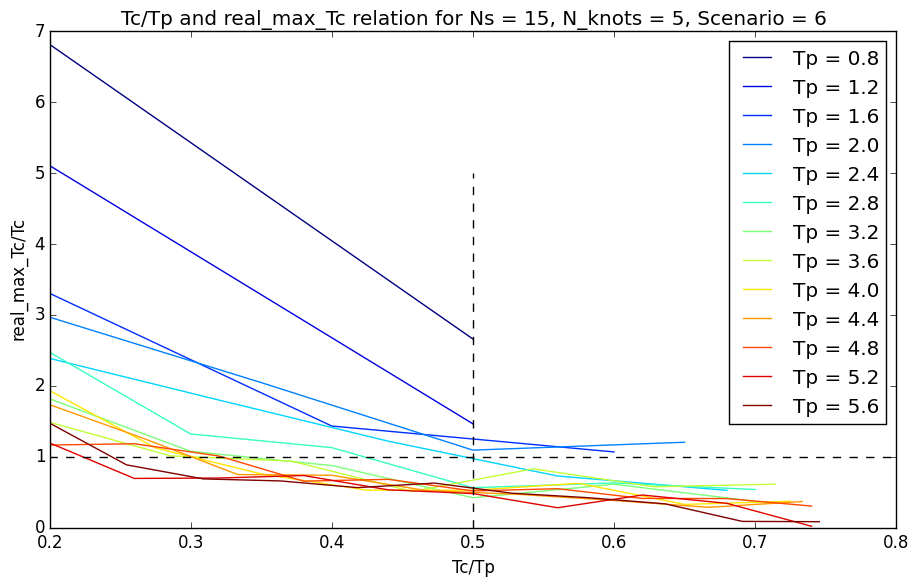 Tc/Tp and real_max_Tc relation for Ns = 15, N_knots = 5, Scenario = 6
7
6
5
4
3
2
1
0
real_max_Tc/Tc
Tp = 0.8
Tp = 1.2
Tp = 1.6
Tp = 2.0
Tp = 2.4
Tp = 2.8
Tp = 3.2
Tp = 3.6
Tp = 4.0
Tp = 4.4
Tp = 4.8
Tp = 5.2
Tp = 5.6
0.2 0.3 0.4 0.5 0.6 0.7 0.8
Tc/Tp